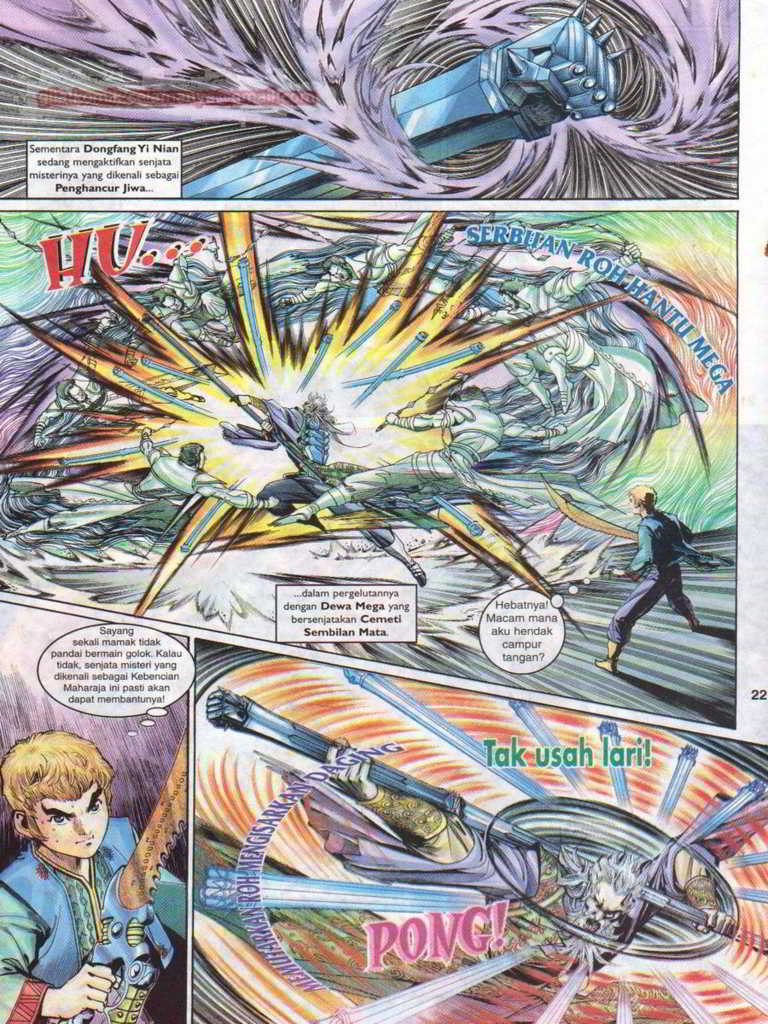 Sementara Dongfang Yi Nian
sedang mengaktifkan senjata
misterinya yang dikenali sebagai
Penghancur Jiwa...
HU...
SERBUAN ROH HANTU MEGA
...dalam pergelutannya
dengan Dewa Mega yang
bersenjatakan Cemeti
Sembilan Mata.
Hebatnya!
Macam mana
aku hendak
campur
tangan?
22
Sayang
sekali mamak tidak
pandai bermain golok. Kalau
tidak, senjata misteri yang
dikenali sebagai Kebencian
Maharaja ini pasti akan
dapat membantunya!
Tak usah lari!
ROH MENGISARKAN DAGING
PONG!